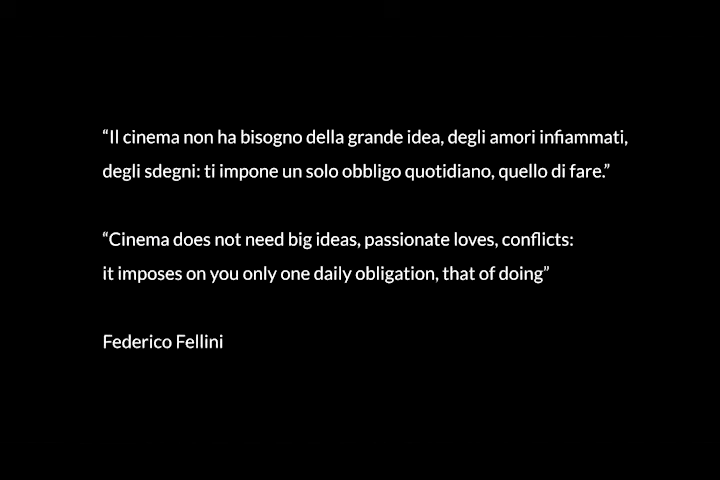 “Il cinema non ha bisogno della grande idea, degli amori infiammati,
degli sdegni: ti impone un solo obbligo quotidiano, quello di fare.”
“Cinema does not need big ideas, passionate loves, conflicts:
it imposes on you only one daily obligation, that of doing”
Federico Fellini